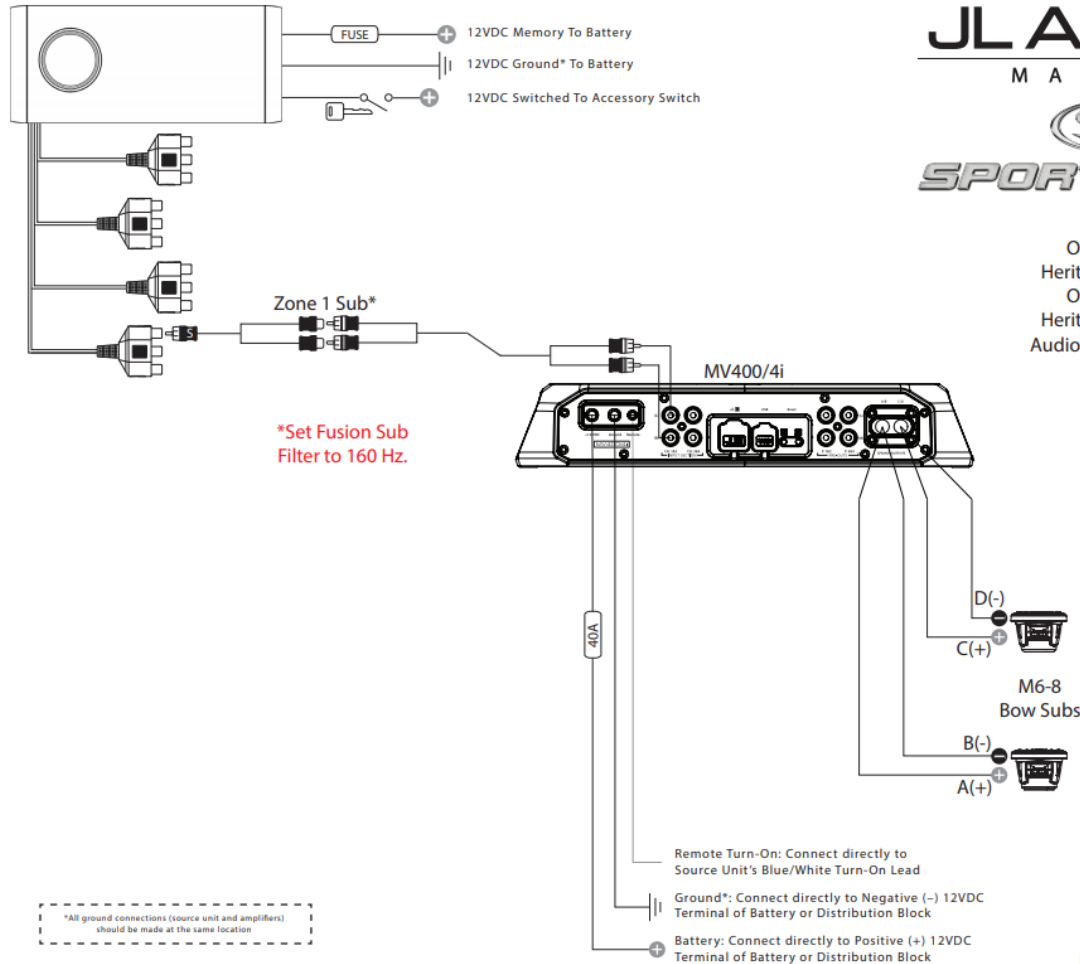 FUSE
12VDC Memory To Battery
12VDC Ground* To Battery
12VDC Switched To Accessory Switch
JL A
M A
SPORT
O
Herit
O
Herit
Audio
Zone 1 Sub*
S
MV400/4i
*Set Fusion Sub
Filter to 160 Hz.
40A
D(-)
C(+)
M6-8
Bow Subs
B(-)
A(+)
Remote Turn-On: Connect directly to
Source Unit's Blue/White Turn-On Lead
Ground*: Connect directly to Negative (–) 12VDC
Terminal of Battery or Distribution Block
Battery: Connect directly to Positive (+) 12VDC
Terminal of Battery or Distribution Block
*All ground connections (source unit and amplifiers)
should be made at the same location